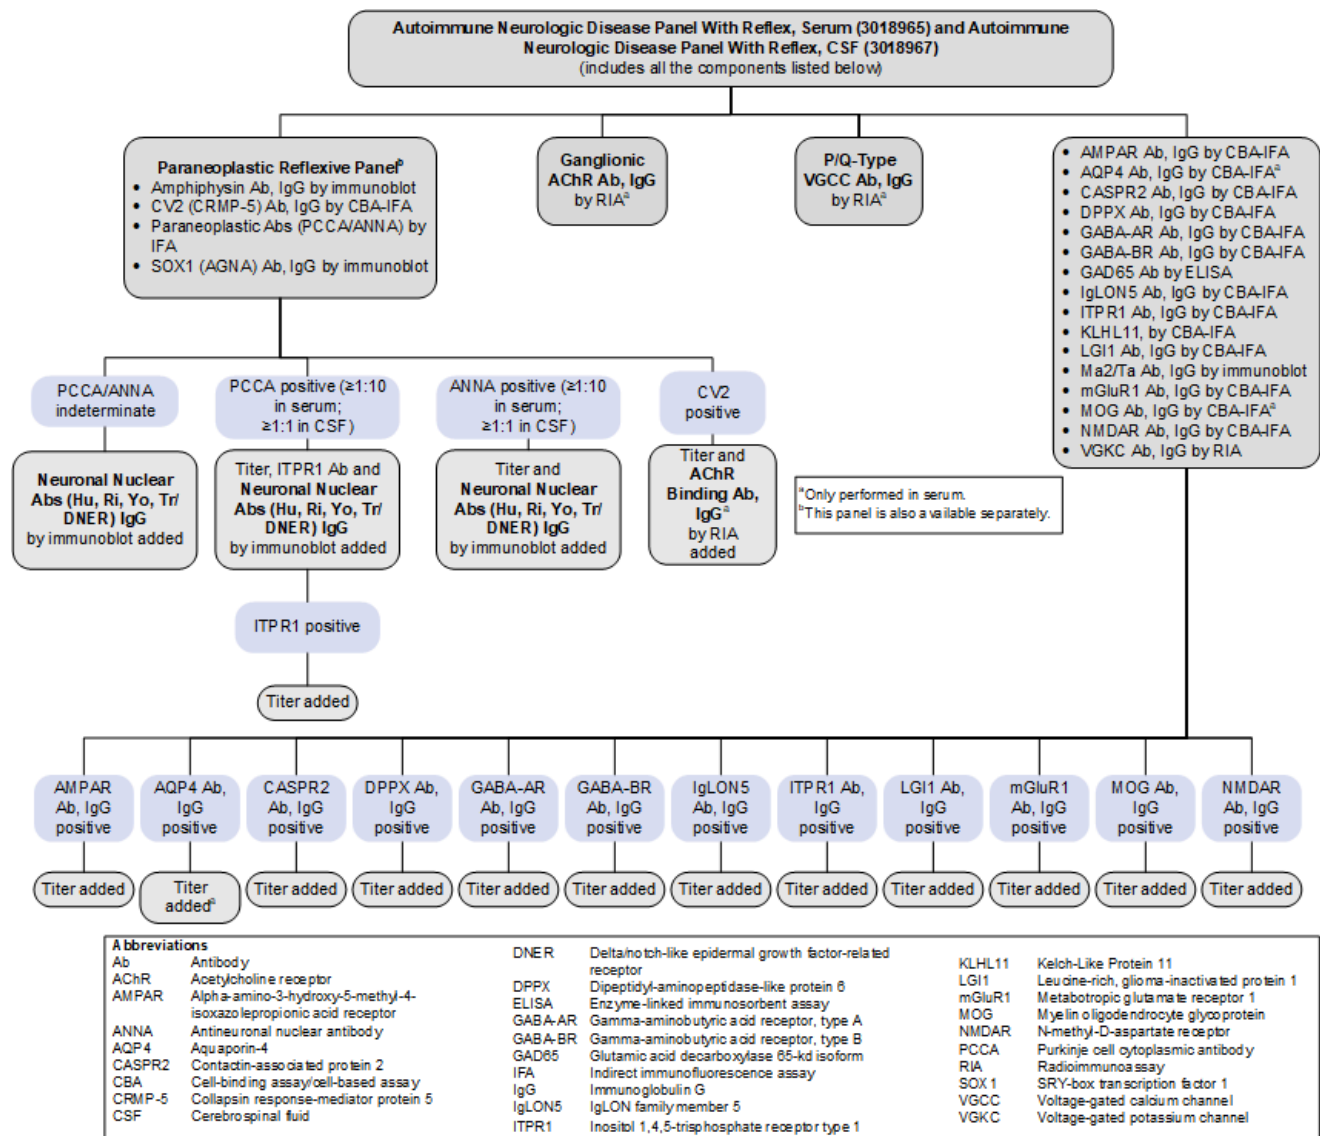 Autoimmune Neurologic Disease Panel With Reflex, Serum (3018965) and Autoimmune
Neurologic Disease Panel With Reflex, CSF (3018967)
(includes all the components listed below)
Paraneoplastic Reflexive Panelᵇ
• Amphiphysin Ab, IgG by immunoblot
• CV2 (CRMP-5) Ab, IgG by CBA-IFA
• Paraneoplastic Abs (PCCA/ANNA) by
IFA
• SOX1 (AGNA) Ab, IgG by immunoblot
Ganglionic
AChR Ab, IgG
by RIAᵃ
P/Q-Type
VGCC Ab, IgG
by RIAᵃ
• AMPAR Ab, IgG by CBA-IFA
• AQP4 Ab, IgG by CBA-IFAᵃ
• CASPR2 Ab, IgG by CBA-IFA
• DPPX Ab, IgG by CBA-IFA
• GABA-AR Ab, IgG by CBA-IFA
• GABA-BR Ab, IgG by CBA-IFA
• GAD65 Ab by ELISA
• IgLON5 Ab, IgG by CBA-IFA
• ITPR1 Ab, IgG by CBA-IFA
• KLHL11, by CBA-IFA
• LGI1 Ab, IgG by CBA-IFA
• Ma2/Ta Ab, IgG by immunoblot
• mGluR1 Ab, IgG by CBA-IFA
• MOG Ab, IgG by CBA-IFAᵃ
• NMDAR Ab, IgG by CBA-IFA
• VGKC Ab, IgG by RIA
PCCA/ANNA
indeterminate
PCCA positive (≥1:10
in serum;
≥1:1 in CSF)
ANNA positive (≥1:10
in serum;
≥1:1 in CSF)
CV2
positive
Neuronal Nuclear
Abs (Hu, Ri, Yo, Tr/
DNER) IgG
by immunoblot added
Titer, ITPR1 Ab and
Neuronal Nuclear
Abs (Hu, Ri, Yo, Tr/
DNER) IgG
by immunoblot added
Titer and
Neuronal Nuclear
Abs (Hu, Ri, Yo, Tr/
DNER) IgG
by immunoblot added
Titer and
AChR
Binding Ab,
IgGᵃ
by RIA
added
ᵃOnly performed in serum.
ᵇThis panel is also available separately.
ITPR1 positive
Titer added
AMPAR
Ab, IgG
positive
AQP4 Ab,
IgG
positive
CASPR2
Ab, IgG
positive
DPPX Ab,
IgG
positive
GABA-AR
Ab, IgG
positive
GABA-BR
Ab, IgG
positive
IgLON5
Ab, IgG
positive
ITPR1 Ab,
IgG
positive
LGI1 Ab,
IgG
positive
mGluR1
Ab, IgG
positive
MOG Ab,
IgG
positive
NMDAR
Ab, IgG
positive
Titer added
Titer
addedᵃ
Titer added
Titer added
Titer added
Titer added
Titer added
Titer added
Titer added
Titer added
Titer added
Titer added
Abbreviations
Ab Antibody
AChR Acetylcholine receptor
AMPAR Alpha-amino-3-hydroxy-5-methyl-4-
isoxazolepropionic acid receptor
ANNA Antineuronal nuclear antibody
AQP4 Aquaporin-4
CASPR2 Contactin-associated protein 2
CBA Cell-binding assay/cell-based assay
CRMP-5 Collapsin response-mediator protein 5
CSF Cerebrospinal fluid
DNER Delta/notch-like epidermal growth factor-related
receptor
DPPX Dipeptidyl-aminopeptidase-like protein 6
ELISA Enzyme-linked immunosorbent assay
GABA-AR Gamma-aminobutyric acid receptor, type A
GABA-BR Gamma-aminobutyric acid receptor, type B
GAD65 Glutamic acid decarboxylase 65-kd isoform
IFA Indirect immunofluorescence assay
IgG Immunoglobulin G
IgLON5 IgLON family member 5
ITPR1 Inositol 1,4,5-trisphosphate receptor type 1
KLHL11 Kelch-Like Protein 11
LGI1 Leucine-rich, glioma-inactivated protein 1
mGluR1 Metabotropic glutamate receptor 1
MOG Myelin oligodendrocyte glycoprotein
NMDAR N-methyl-D-aspartate receptor
PCCA Purkinje cell cytoplasmic antibody
RIA Radioimmunoassay
SOX1 SRY-box transcription factor 1
VGCC Voltage-gated calcium channel
VGKC Voltage-gated potassium channel